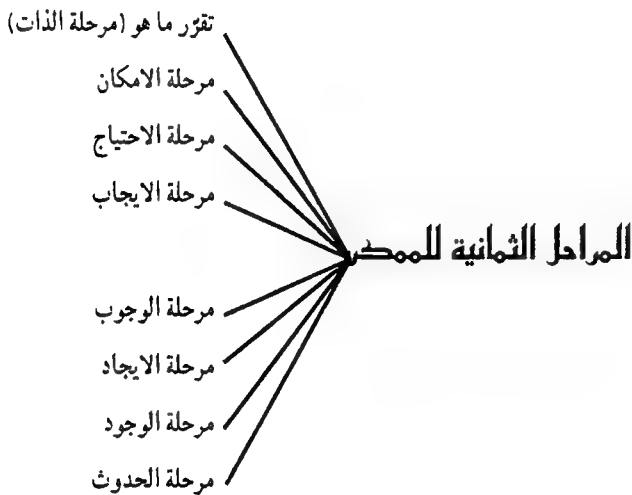 المراحل الثمانية للممكن
تقرّر ما هو (مرحلة الذات)
مرحلة الامكان
مرحلة الاحتياج
مرحلة الايجاب
مرحلة الوجوب
مرحلة الايجاد
مرحلة الوجود
مرحلة الحدوث